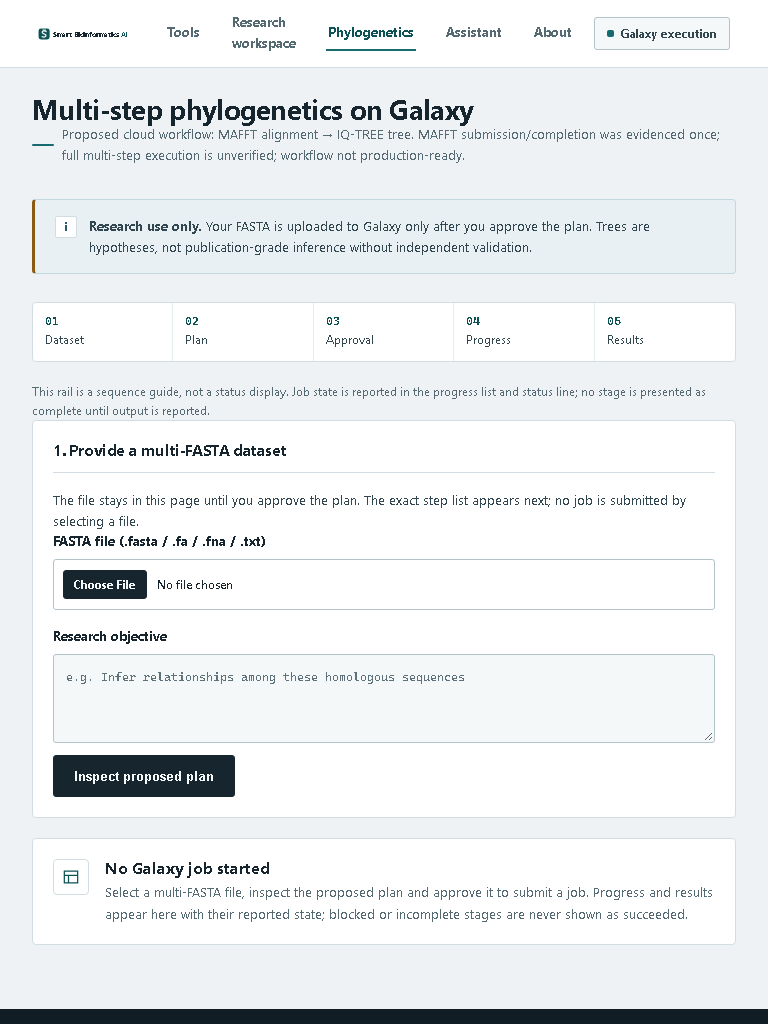 S Smart Bioinformatics AI
Tools
Research
workspace
Phylogenetics
Assistant
About
Galaxy execution
Multi-step phylogenetics on Galaxy
Proposed cloud workflow: MAFFT alignment → IQ-TREE tree. MAFFT submission/completion was evidenced once;
full multi-step execution is unverified; workflow not production-ready.
i
Research use only. Your FASTA is uploaded to Galaxy only after you approve the plan. Trees are
hypotheses, not publication-grade inference without independent validation.
01
Dataset
02
Plan
03
Approval
04
Progress
05
Results
This rail is a sequence guide, not a status display. Job state is reported in the progress list and status line; no stage is presented as
complete until output is reported.
1. Provide a multi-FASTA dataset
The file stays in this page until you approve the plan. The exact step list appears next; no job is submitted by
selecting a file.
FASTA file (.fasta / .fa / .fna / .txt)
Choose File No file chosen
Research objective
e.g. Infer relationships among these homologous sequences
Inspect proposed plan
No Galaxy job started
Select a multi-FASTA file, inspect the proposed plan and approve it to submit a job. Progress and results
appear here with their reported state; blocked or incomplete stages are never shown as succeeded.